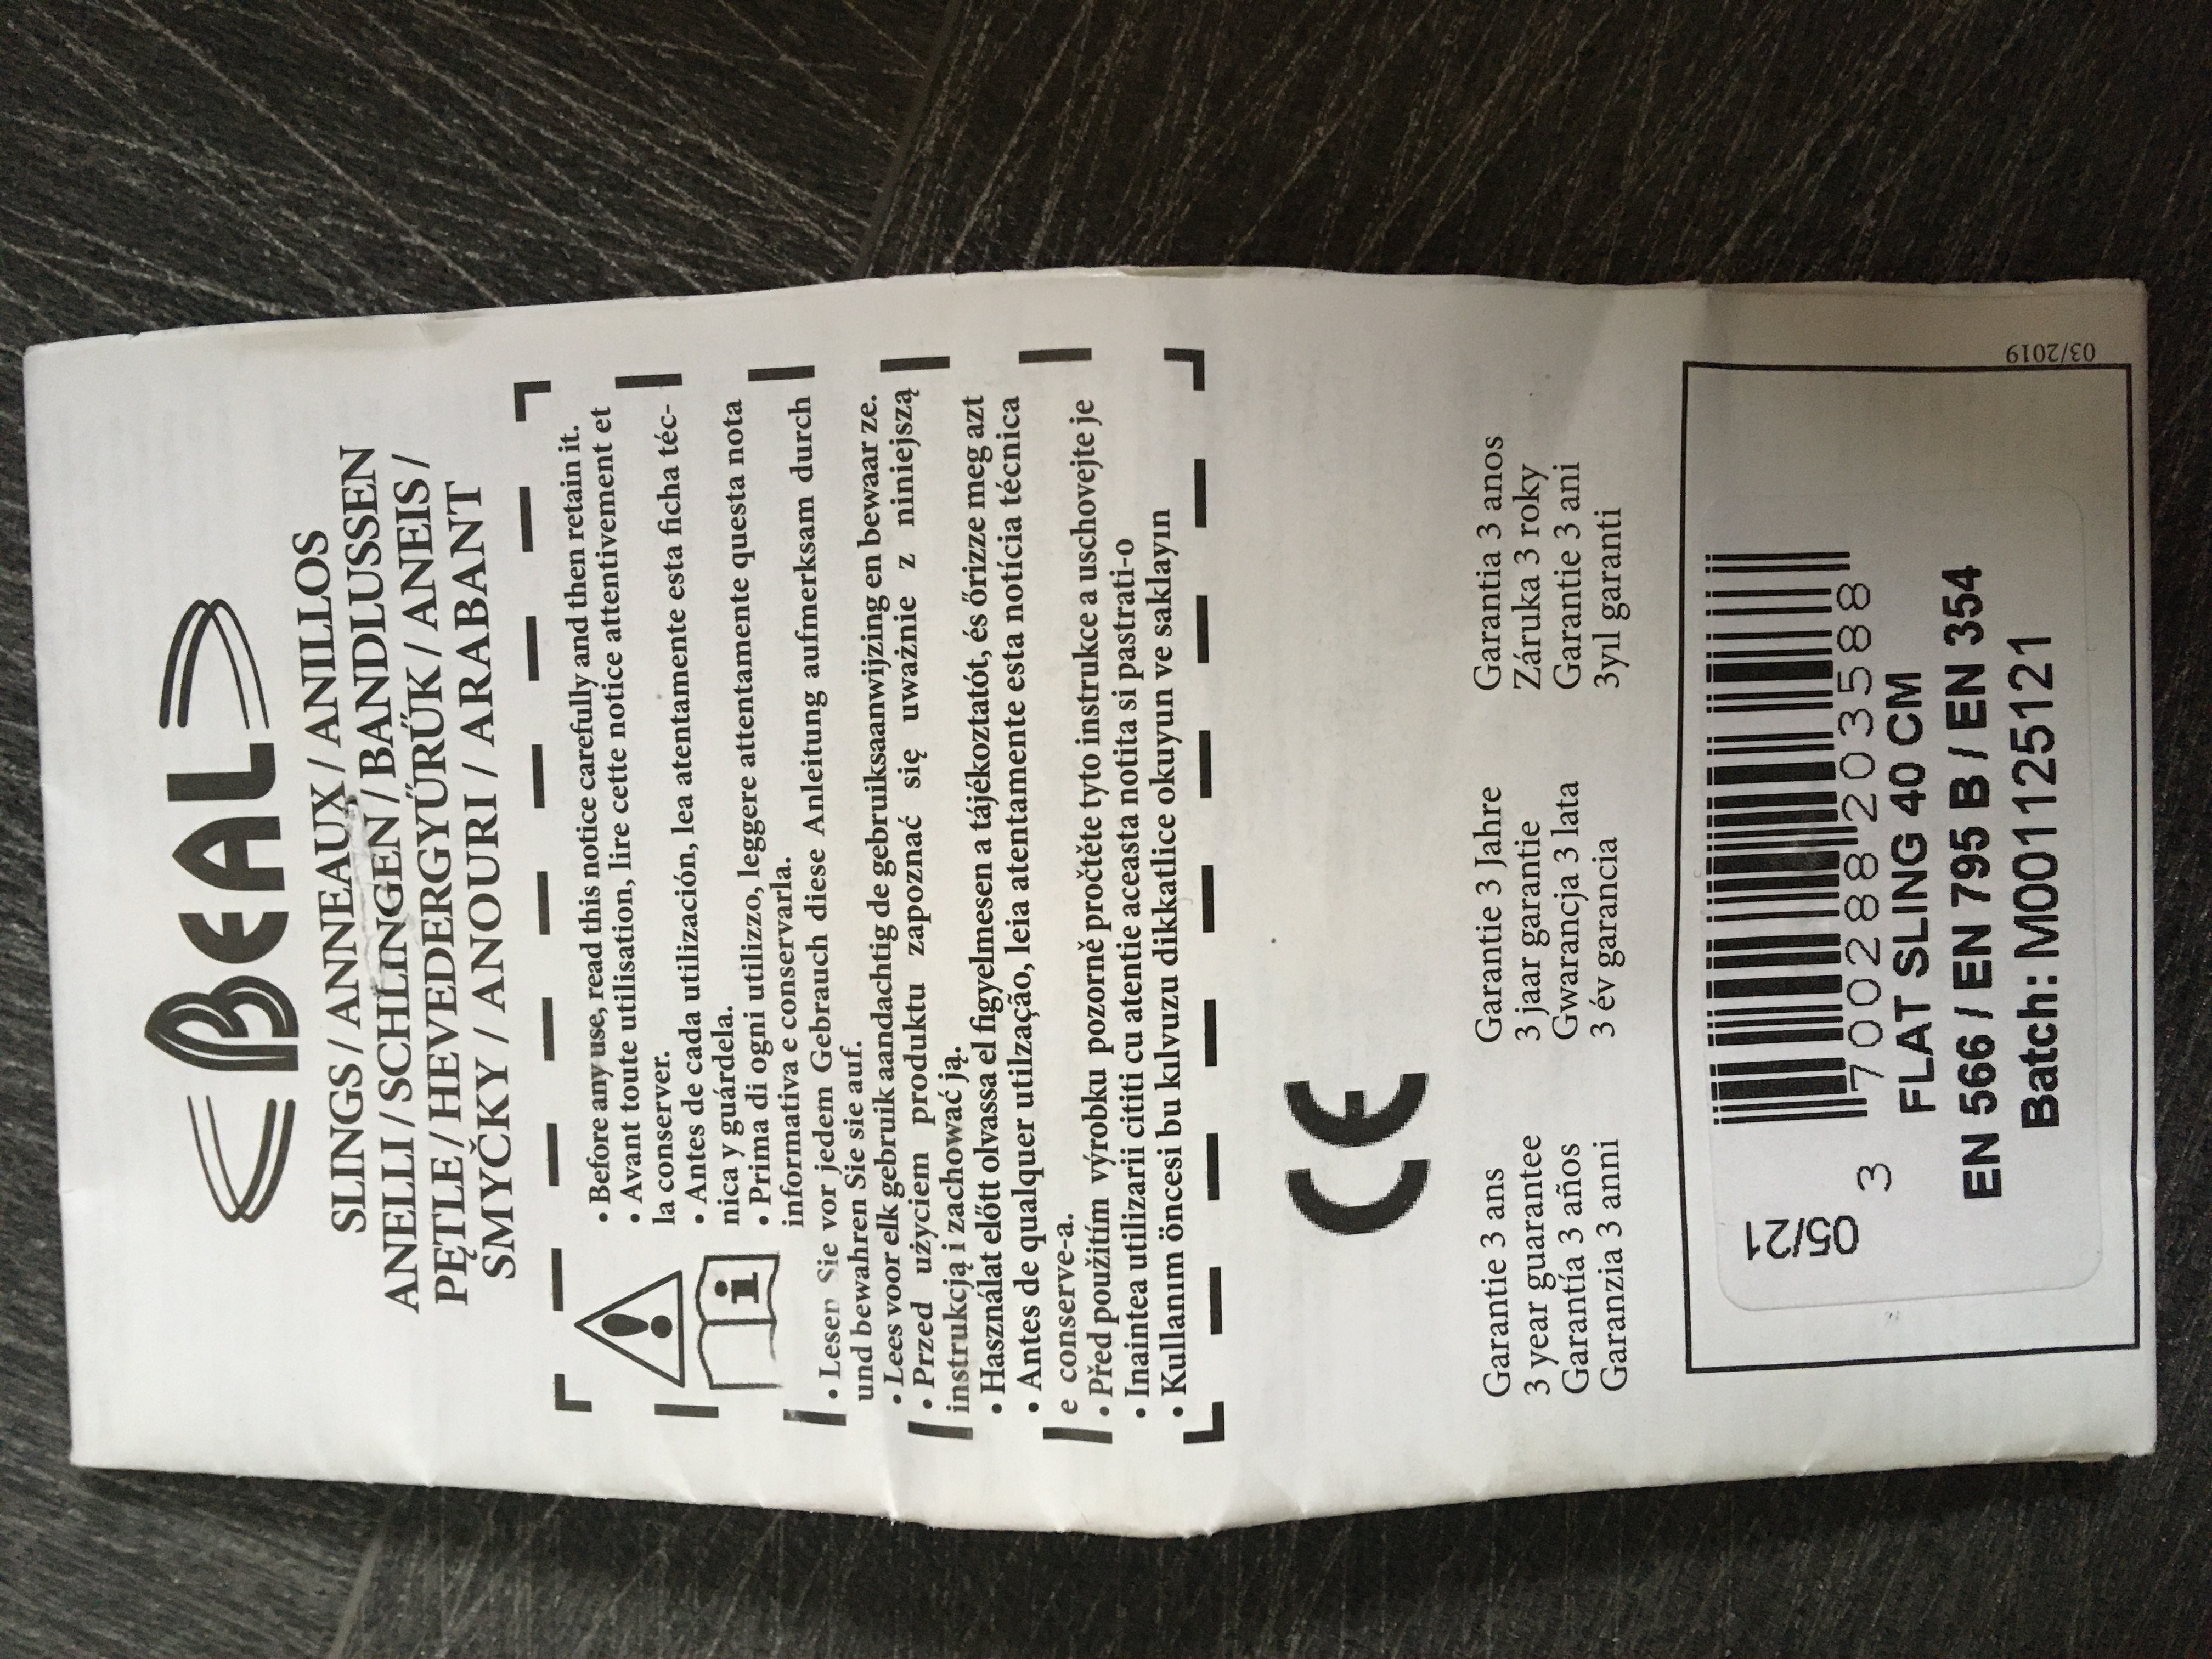 BEAL
SLINGS / ANNEAUX / ANILLOS
ANELLI / SCHLINGEN / BANDLUSSEN
PĘTLE / HEVEDERGYŰRŰK / ANEIS /
SMYČKY / ANOURI / ARABANT
• Before any use, read this notice carefully and then retain it.
• Avant toute utilisation, lire cette notice attentivement et
la conserver.
• Antes de cada utilización, lea atentamente esta ficha téc-
nica y guárdela.
• Prima di ogni utilizzo, leggere attentamente questa nota
informativa e conservarla.
• Lesen Sie vor jedem Gebrauch diese Anleitung aufmerksam durch
und bewahren Sie sie auf.
• Lees voor elk gebruik aandachtig de gebruiksaanwijzing en bewaar ze.
• Przed użyciem produktu zapoznać się uważnie z niniejszą
instrukcją i zachować ją.
• Használat előtt olvassa el figyelmesen a tájékoztatót, és őrizze meg azt
• Antes de qualquer utilzação, leia atentamente esta notícia técnica
e conserve-a.
• Před použitím výrobku pozorně pročtěte tyto instrukce a uschovejte je
• Inaintea utilizarii cititi cu atentie aceasta notita si pastrati-o
• Kullanım öncesi bu kılvuzu dikkatlice okuyun ve saklayın
CE
Garantie 3 ans
3 year guarantee
Garantía 3 años
Garanzia 3 anni
Garantie 3 Jahre
3 jaar garantie
Gwarancja 3 lata
3 év garancia
Garantia 3 anos
Záruka 3 roky
Garantie 3 ani
3yıl garanti
05/21
3 700288 203588
FLAT SLING 40 CM
EN 566 / EN 795 B / EN 354
Batch: M001125121
03/2019